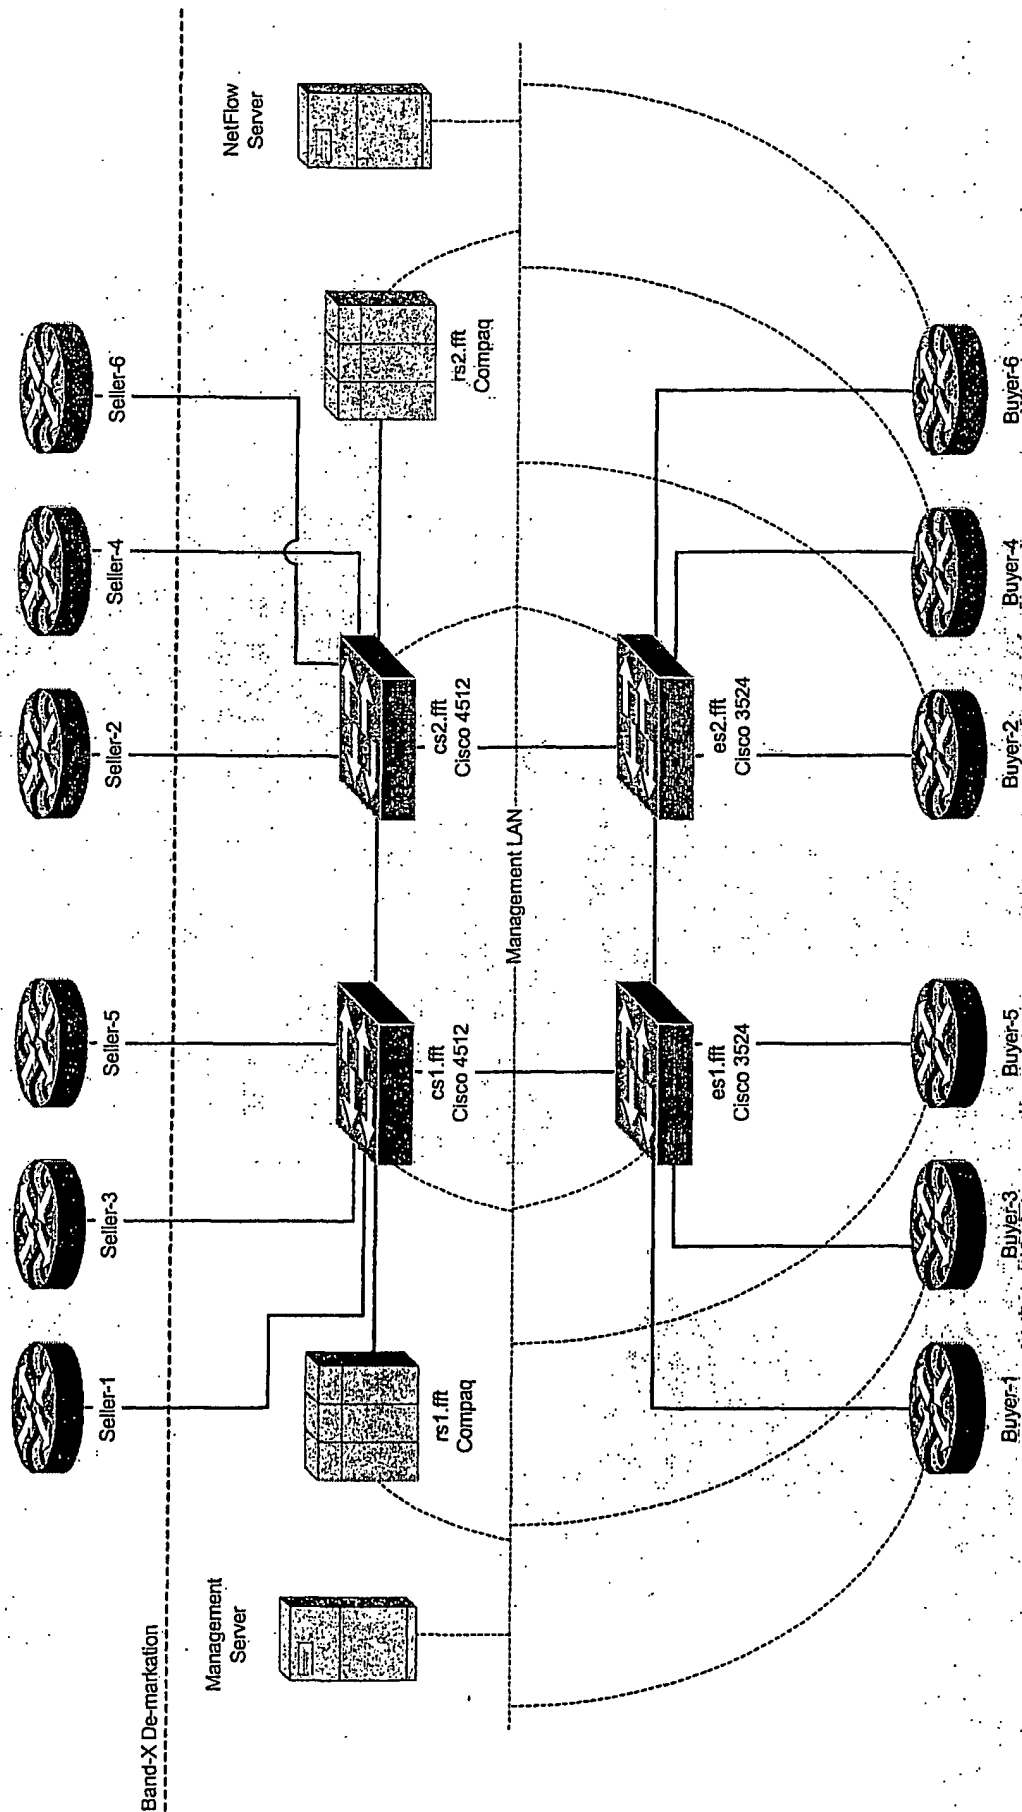 Band-X De-markation
Seller-1
Seller-3
Seller-5
Seller-2
Seller-4
Seller-6
Management
Server
NetFlow
Server
rs1.fft
Compaq
cs1.fft
Cisco 4512
cs2.fft
Cisco 4512
rs2.fft
Compaq
Management LAN
es1.fft
Cisco 3524
es2.fft
Cisco 3524
Buyer-1
Buyer-3
Buyer-5
Buyer-2
Buyer-4
Buyer-6